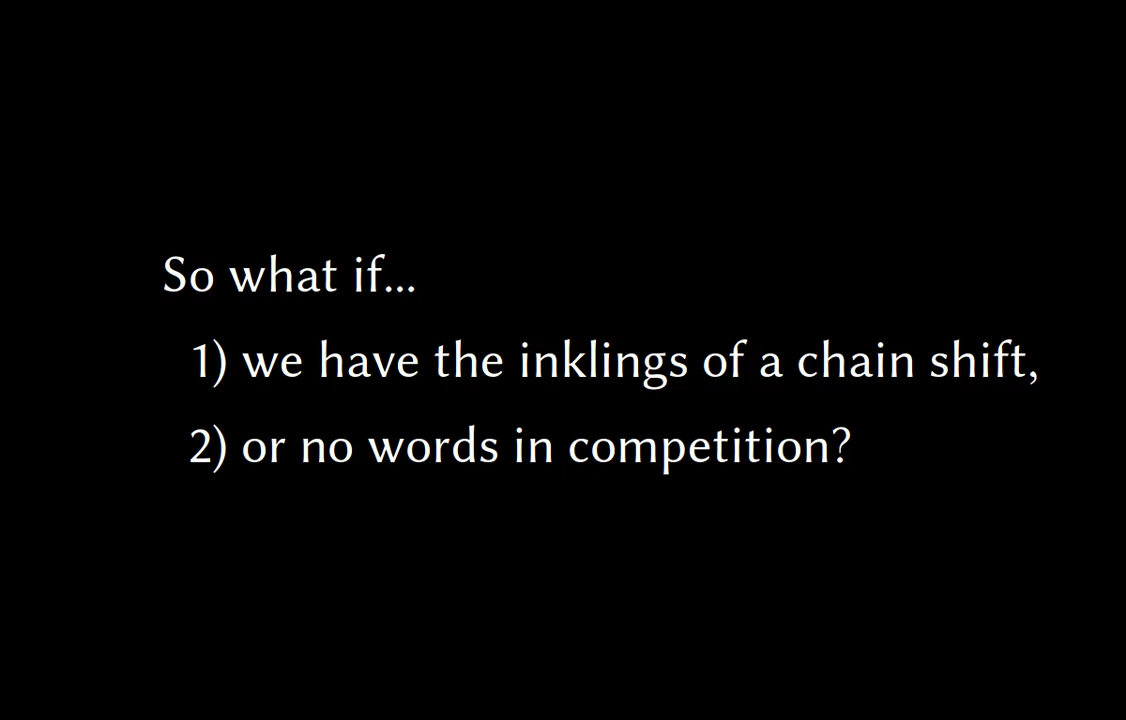 So what if...
1) we have the inklings of a chain shift,
2) or no words in competition?